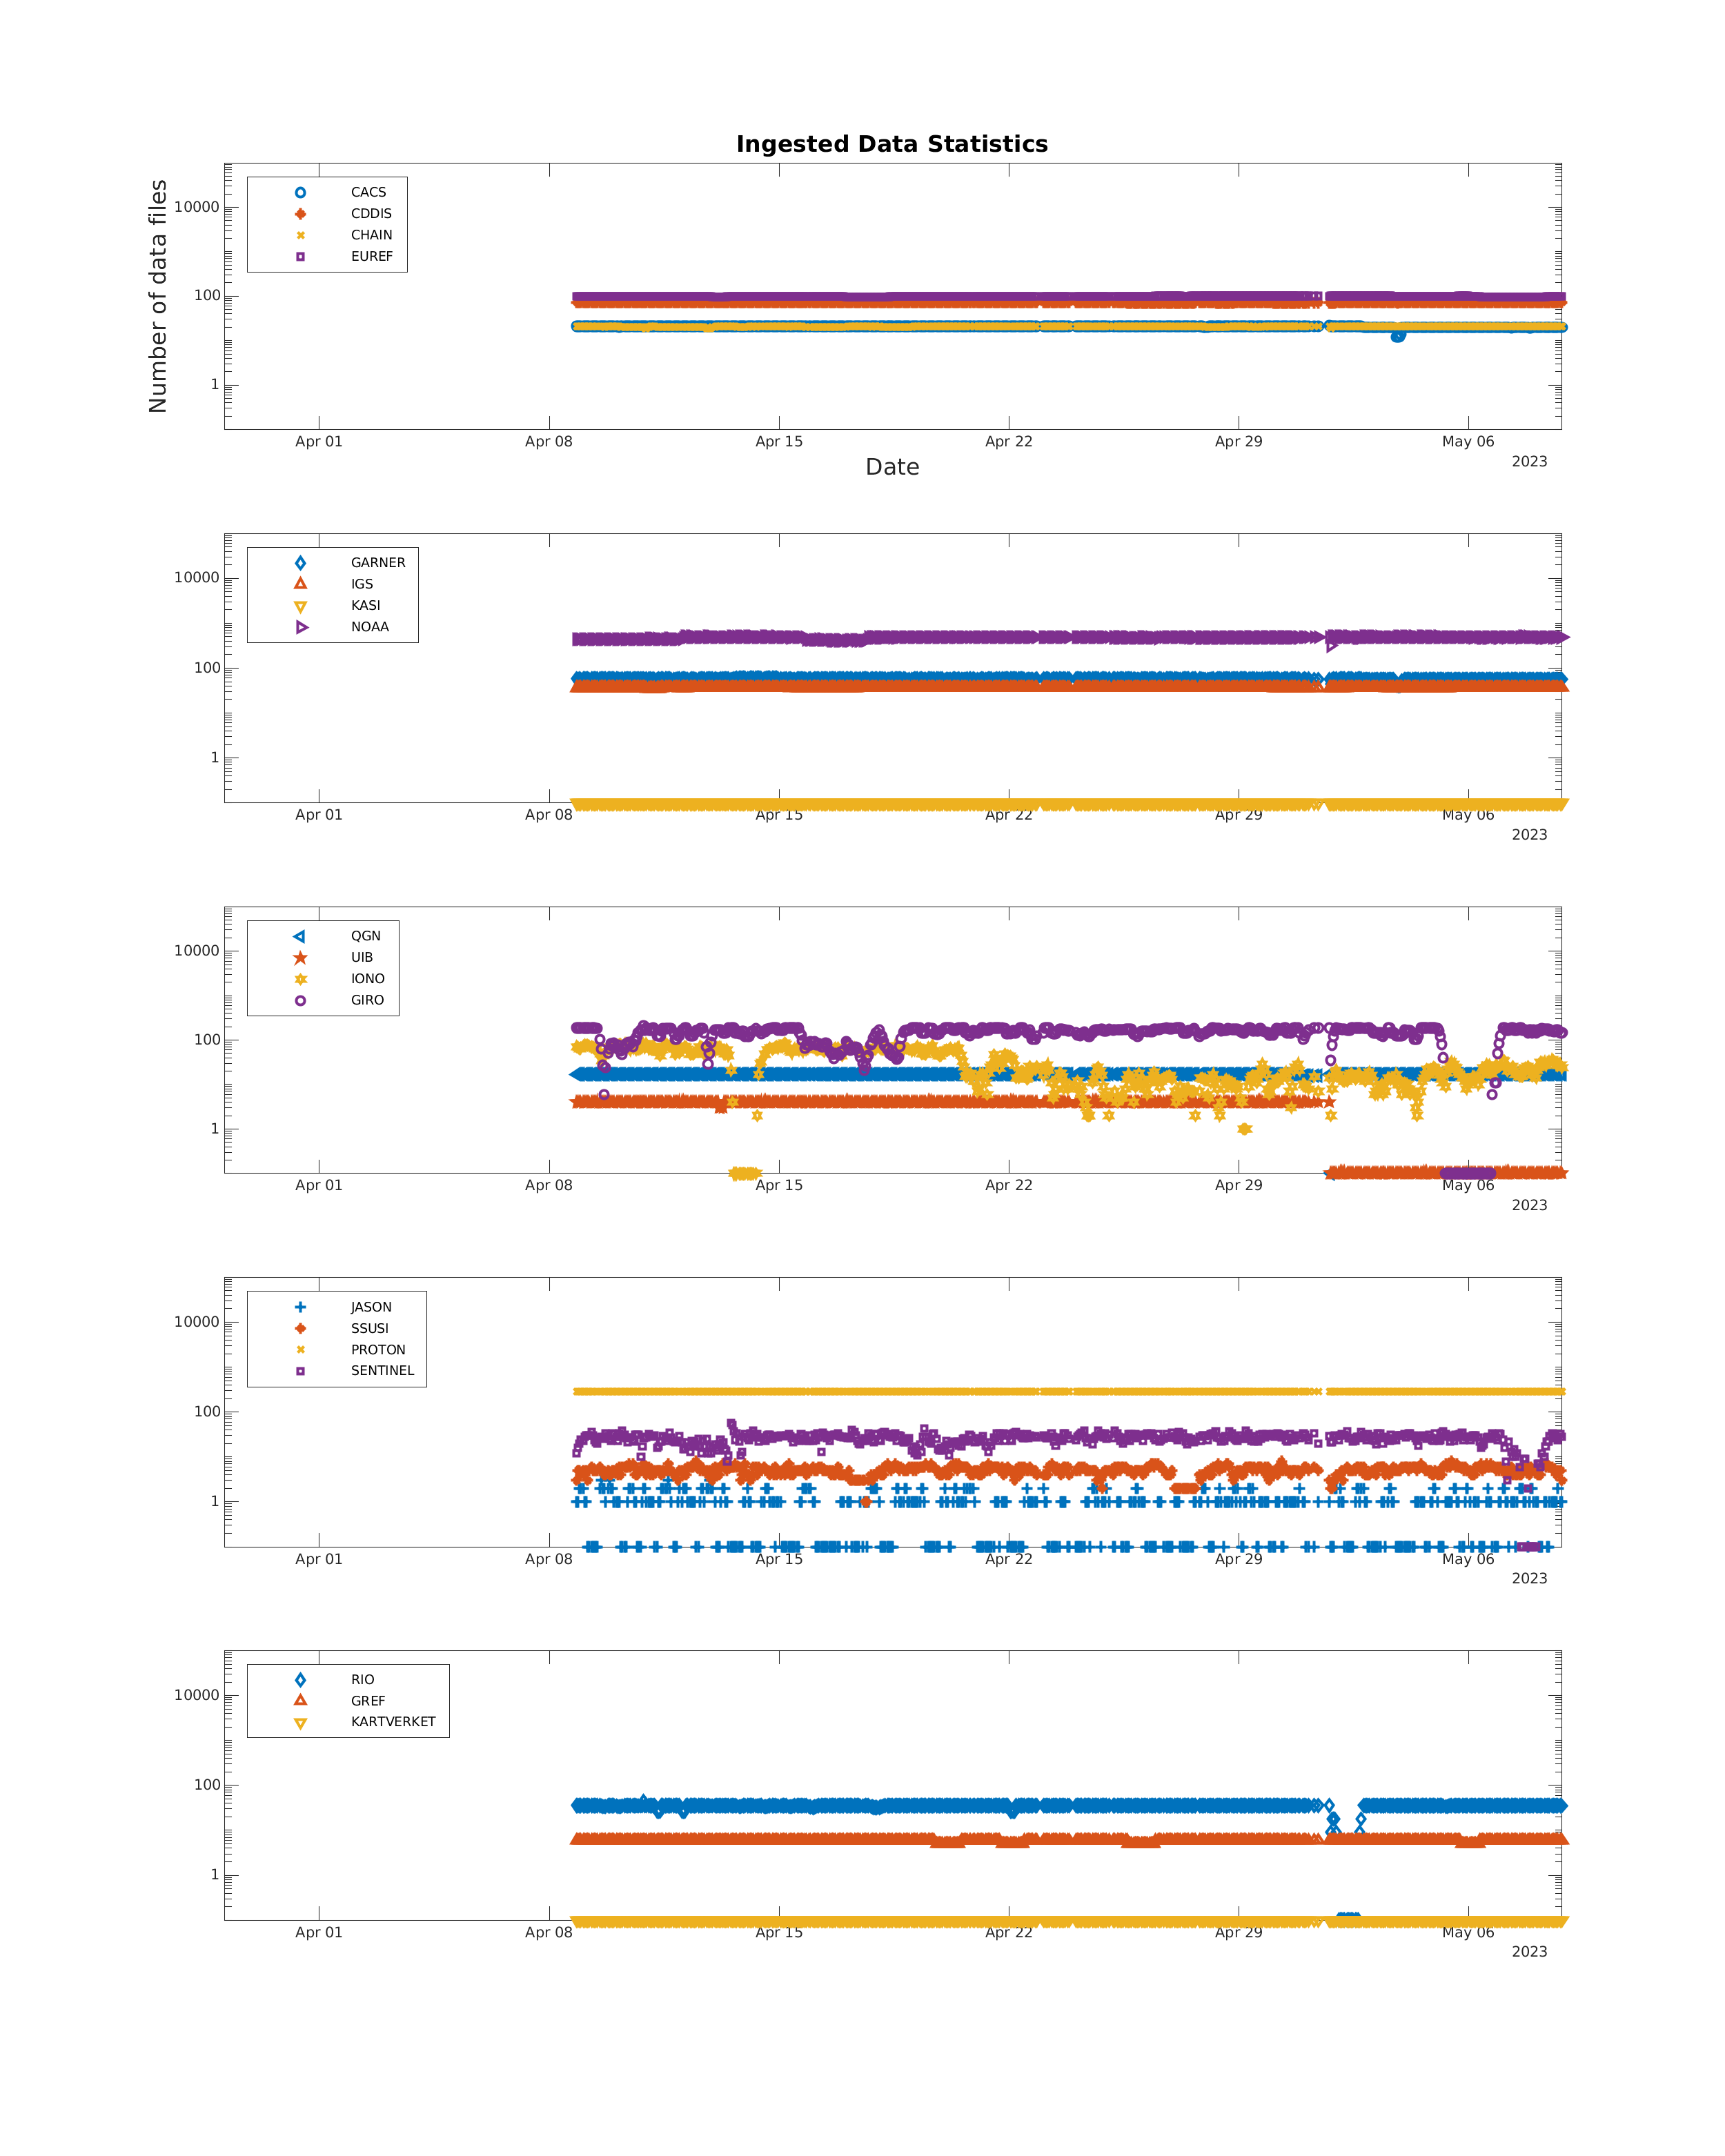 Ingested Data Statistics
Number of data files
CACS
CDDIS
CHAIN
EUREF
10000
100
1
Apr 01 Apr 08 Apr 15 Apr 22 Apr 29 May 06
2023
Date
GARNER
IGS
KASI
NOAA
10000
100
1
Apr 01 Apr 08 Apr 15 Apr 22 Apr 29 May 06
2023
QGN
UIB
IONO
GIRO
10000
100
1
Apr 01 Apr 08 Apr 15 Apr 22 Apr 29 May 06
2023
JASON
SSUSI
PROTON
SENTINEL
10000
100
1
Apr 01 Apr 08 Apr 15 Apr 22 Apr 29 May 06
2023
RIO
GREF
KARTVERKET
10000
100
1
Apr 01 Apr 08 Apr 15 Apr 22 Apr 29 May 06
2023